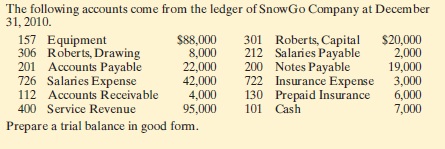 The following accounts come from the ledger of SnowGo Company at December
31, 2010.
157 Equipment $88,000 301 Roberts, Capital $20,000
306 Roberts, Drawing 8,000 212 Salaries Payable 2,000
201 Accounts Payable 22,000 200 Notes Payable 19,000
726 Salaries Expense 42,000 722 Insurance Expense 3,000
112 Accounts Receivable 4,000 130 Prepaid Insurance 6,000
400 Service Revenue 95,000 101 Cash 7,000
Prepare a trial balance in good form.